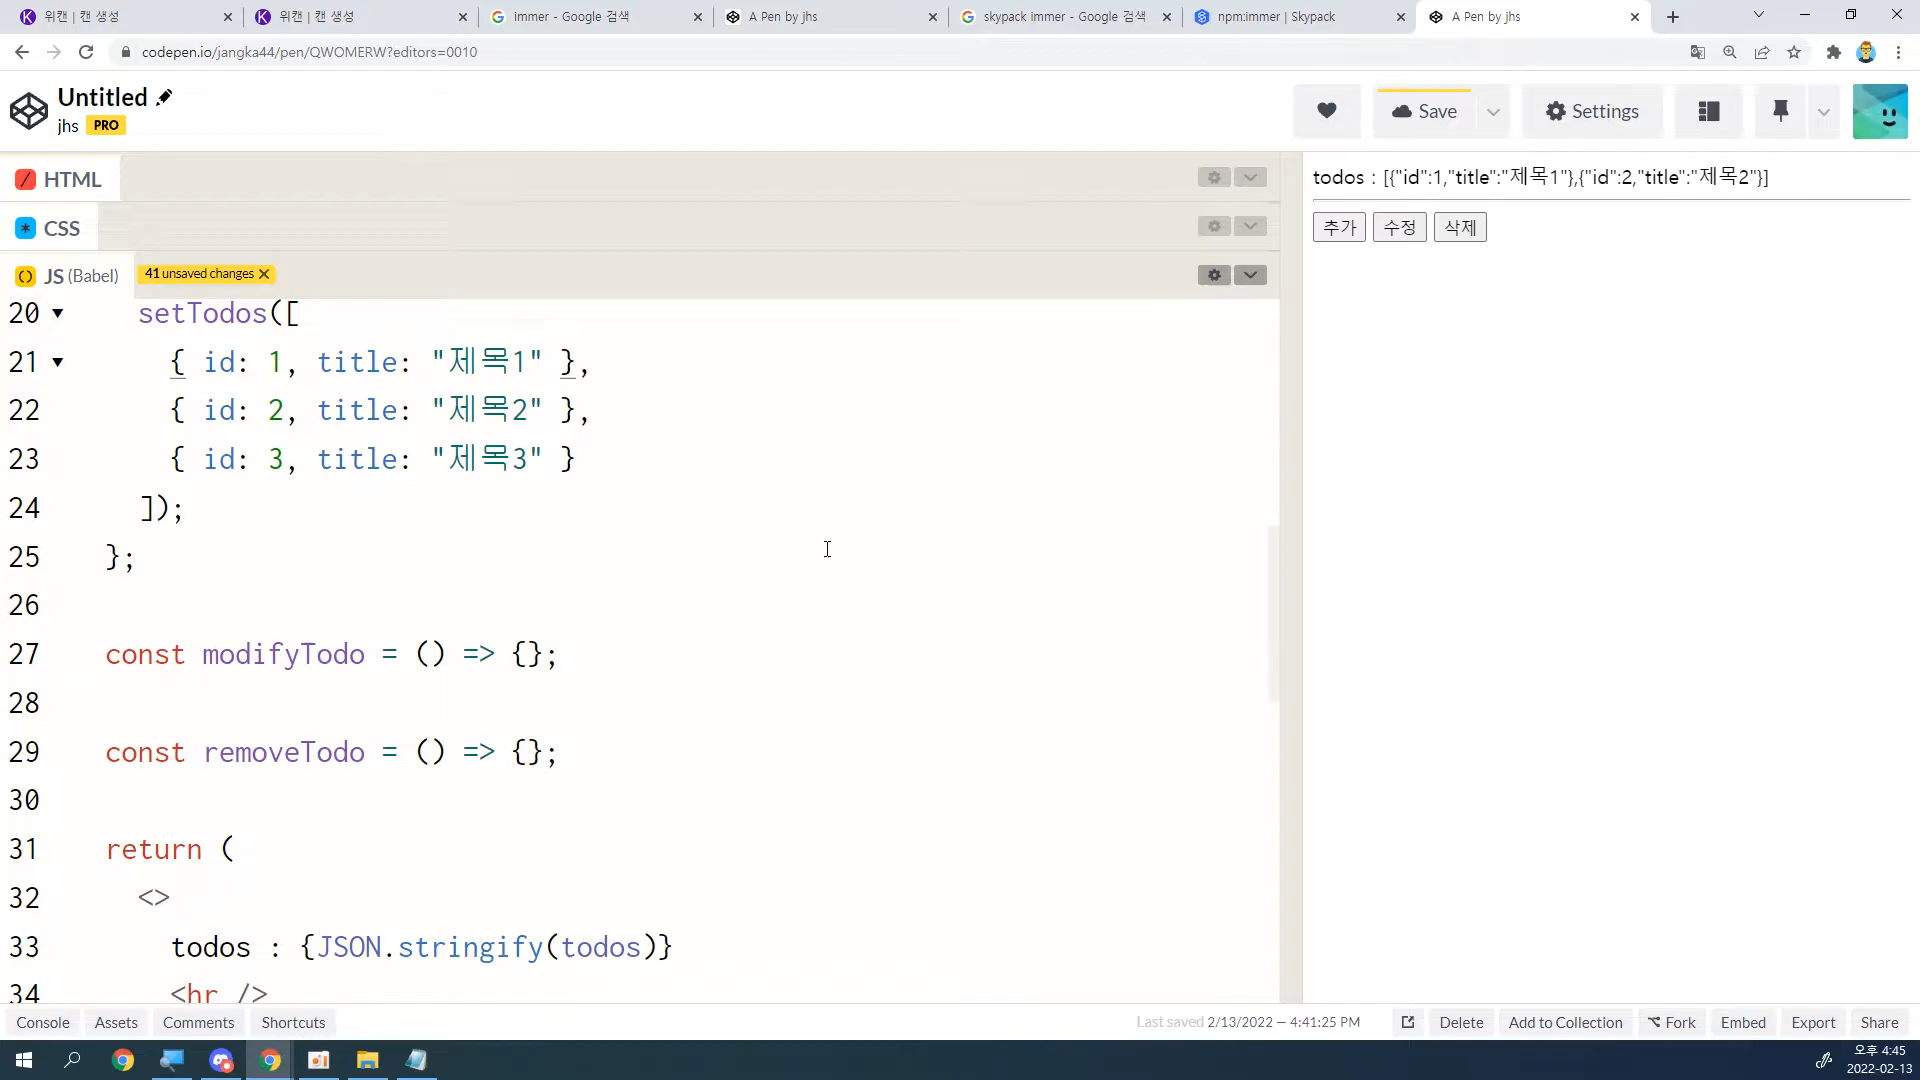 위캔 | 캔 생성
위캔 | 캔 생성
immer - Google 검색
A Pen by jhs
skypack immer - Google 검색
npm:immer | Skypack
A Pen by jhs
codepen.io/jangka44/pen/QWOMERW?editors=0010
Untitled
jhs PRO
Save
Settings
HTML
CSS
JS (Babel)
41 unsaved changes
20 setTodos([
21 { id: 1, title: "제목1" },
22 { id: 2, title: "제목2" },
23 { id: 3, title: "제목3" }
24 ]);
25 };
26
27 const modifyTodo = () => {};
28
29 const removeTodo = () => {};
30
31 return (
32 <>
33 todos : {JSON.stringify(todos)}
34 <hr />
todos : [{"id":1,"title":"제목1"},{"id":2,"title":"제목2"}]
추가 수정 삭제
Console Assets Comments Shortcuts
Last saved 2/13/2022 — 4:41:25 PM
Delete Add to Collection Fork Embed Export Share
오후 4:45
2022-02-13